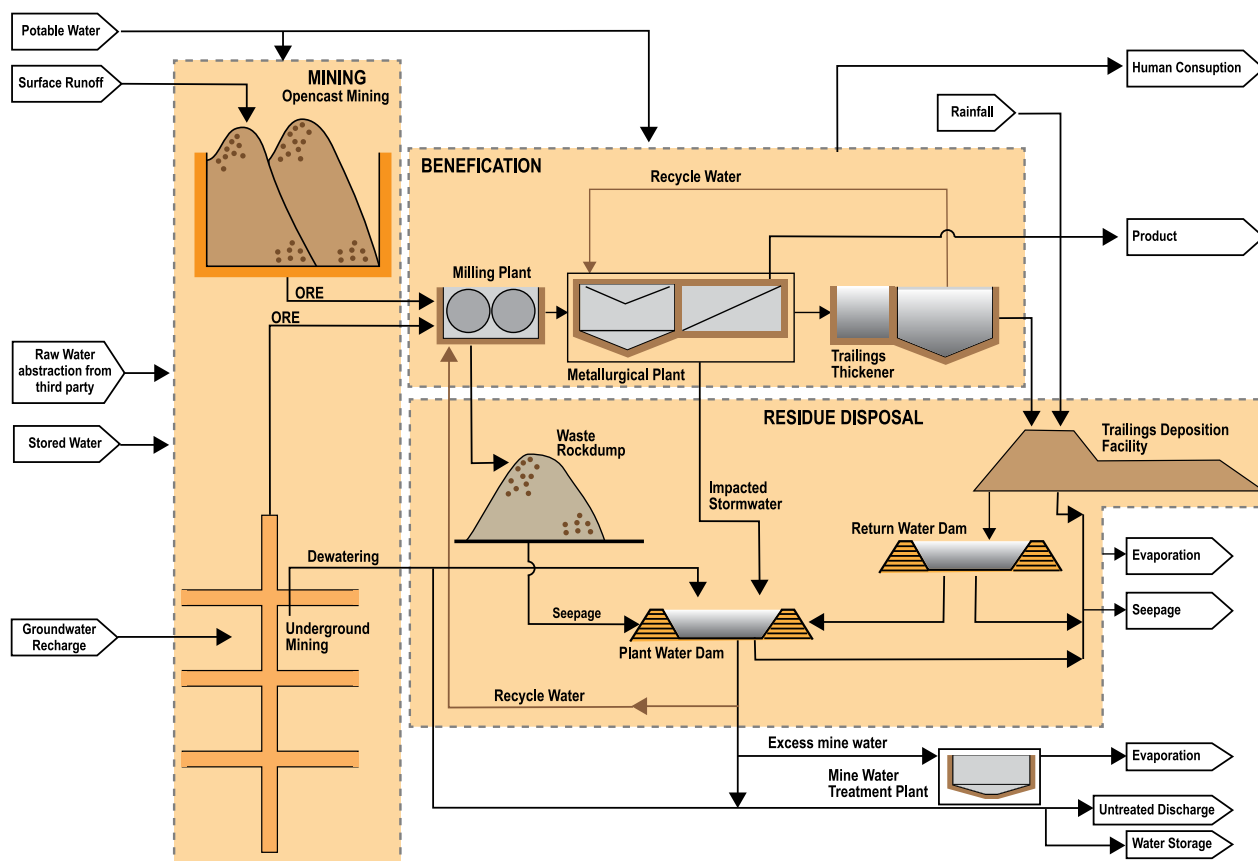 Potable Water
Surface Runoff
MINING
Opencast Mining
Human Consuption
Rainfall
BENEFICATION
Recycle Water
Product
Milling Plant
ORE
ORE
Raw Water
abstraction from
third party
Metallurgical Plant
Trailings
Thickener
Stored Water
RESIDUE DISPOSAL
Waste
Rockdump
Trailings Deposition
Facility
Impacted
Stormwater
Return Water Dam
Dewatering
Evaporation
Seepage
Seepage
Groundwater
Recharge
Underground
Mining
Plant Water Dam
Recycle Water
Excess mine water
Evaporation
Mine Water
Treatment Plant
Untreated Discharge
Water Storage